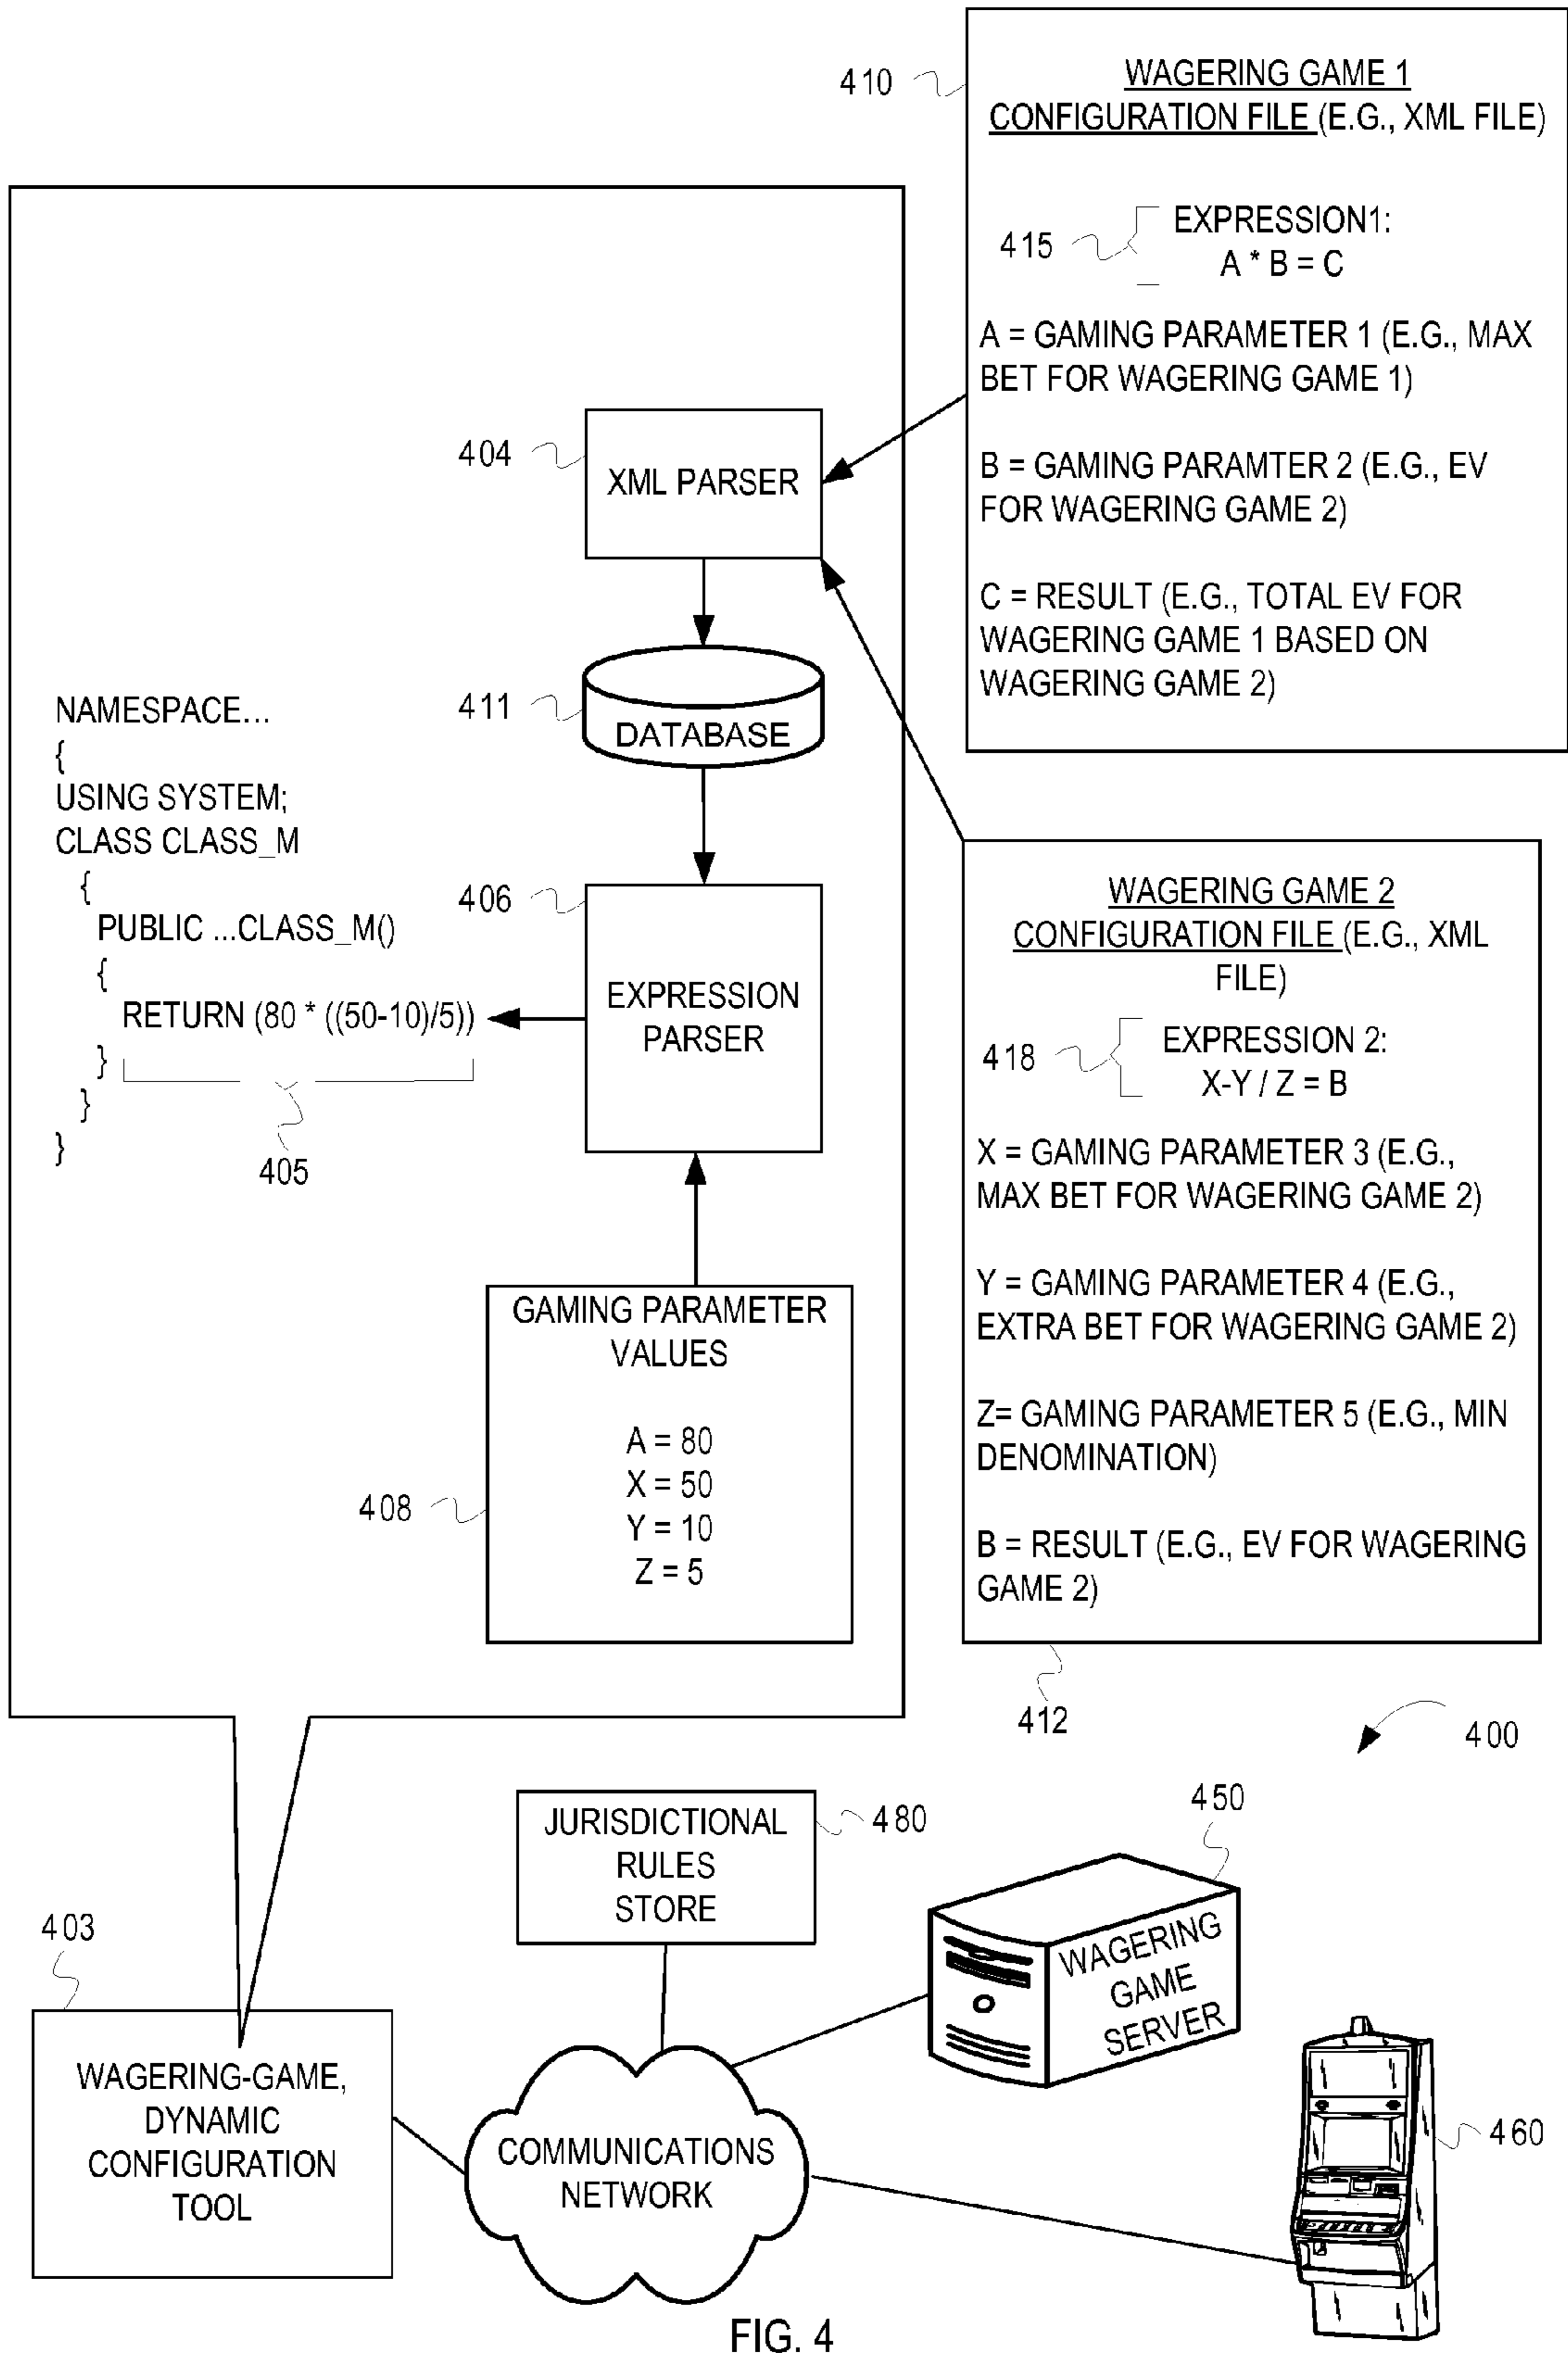 410
WAGERING GAME 1
CONFIGURATION FILE (E.G., XML FILE)
415
EXPRESSION1:
A * B = C
A = GAMING PARAMETER 1 (E.G., MAX
BET FOR WAGERING GAME 1)
B = GAMING PARAMTER 2 (E.G., EV
FOR WAGERING GAME 2)
C = RESULT (E.G., TOTAL EV FOR
WAGERING GAME 1 BASED ON
WAGERING GAME 2)
404
XML PARSER
411
DATABASE
NAMESPACE...
{
USING SYSTEM;
CLASS CLASS_M
{
PUBLIC ...CLASS_M()
{
RETURN (80 * ((50-10)/5))
}
}
}
405
406
EXPRESSION
PARSER
408
GAMING PARAMETER
VALUES
A = 80
X = 50
Y = 10
Z = 5
WAGERING GAME 2
CONFIGURATION FILE (E.G., XML
FILE)
418
EXPRESSION 2:
X-Y / Z = B
X = GAMING PARAMETER 3 (E.G.,
MAX BET FOR WAGERING GAME 2)
Y = GAMING PARAMETER 4 (E.G.,
EXTRA BET FOR WAGERING GAME 2)
Z= GAMING PARAMETER 5 (E.G., MIN
DENOMINATION)
B = RESULT (E.G., EV FOR WAGERING
GAME 2)
412
400
JURISDICTIONAL
RULES
STORE
480
450
WAGERING
GAME
SERVER
403
WAGERING-GAME,
DYNAMIC
CONFIGURATION
TOOL
COMMUNICATIONS
NETWORK
460
FIG. 4